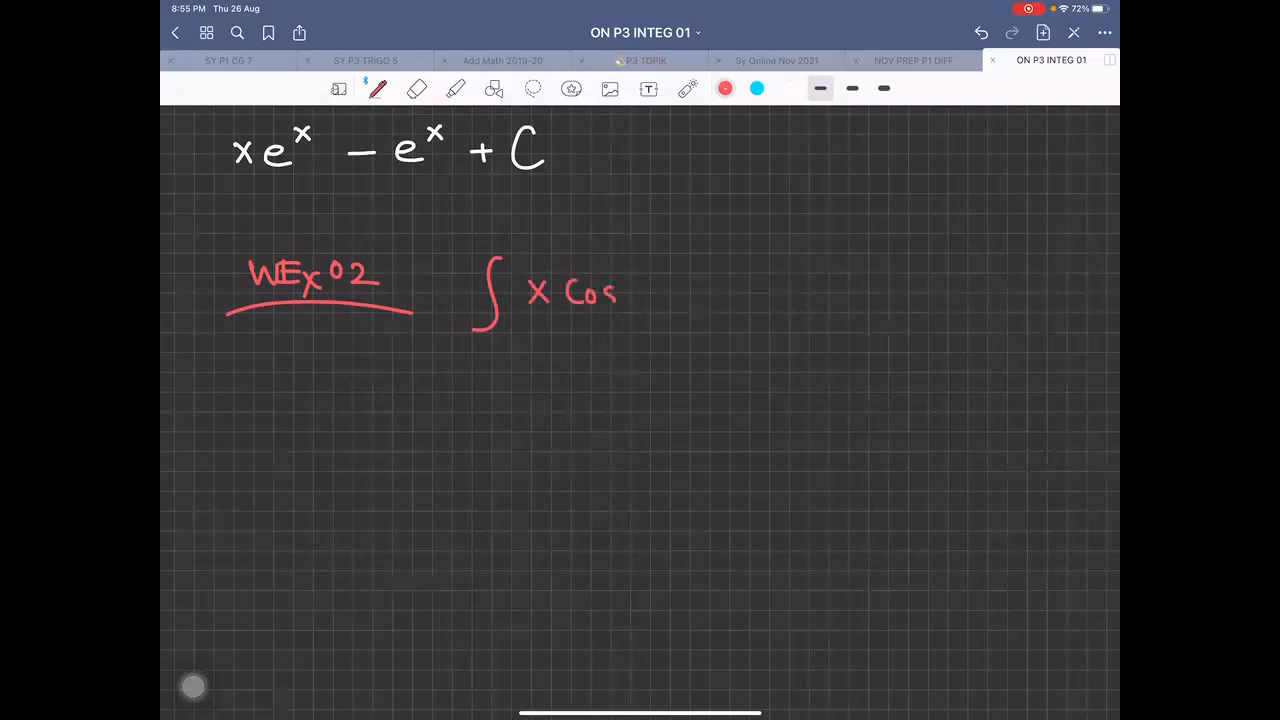 8:55 PM Thu 26 Aug 72%
ON P3 INTEG 01
SY P1 CG 7 SY P3 TRIGO 5 Add Math 2019-20 P3 TOPIK Sy Online Nov 2021 NOV PREP P1 DIFF ON P3 INTEG 01
xe^x - e^x + C
WEx 02 ∫ x Cos